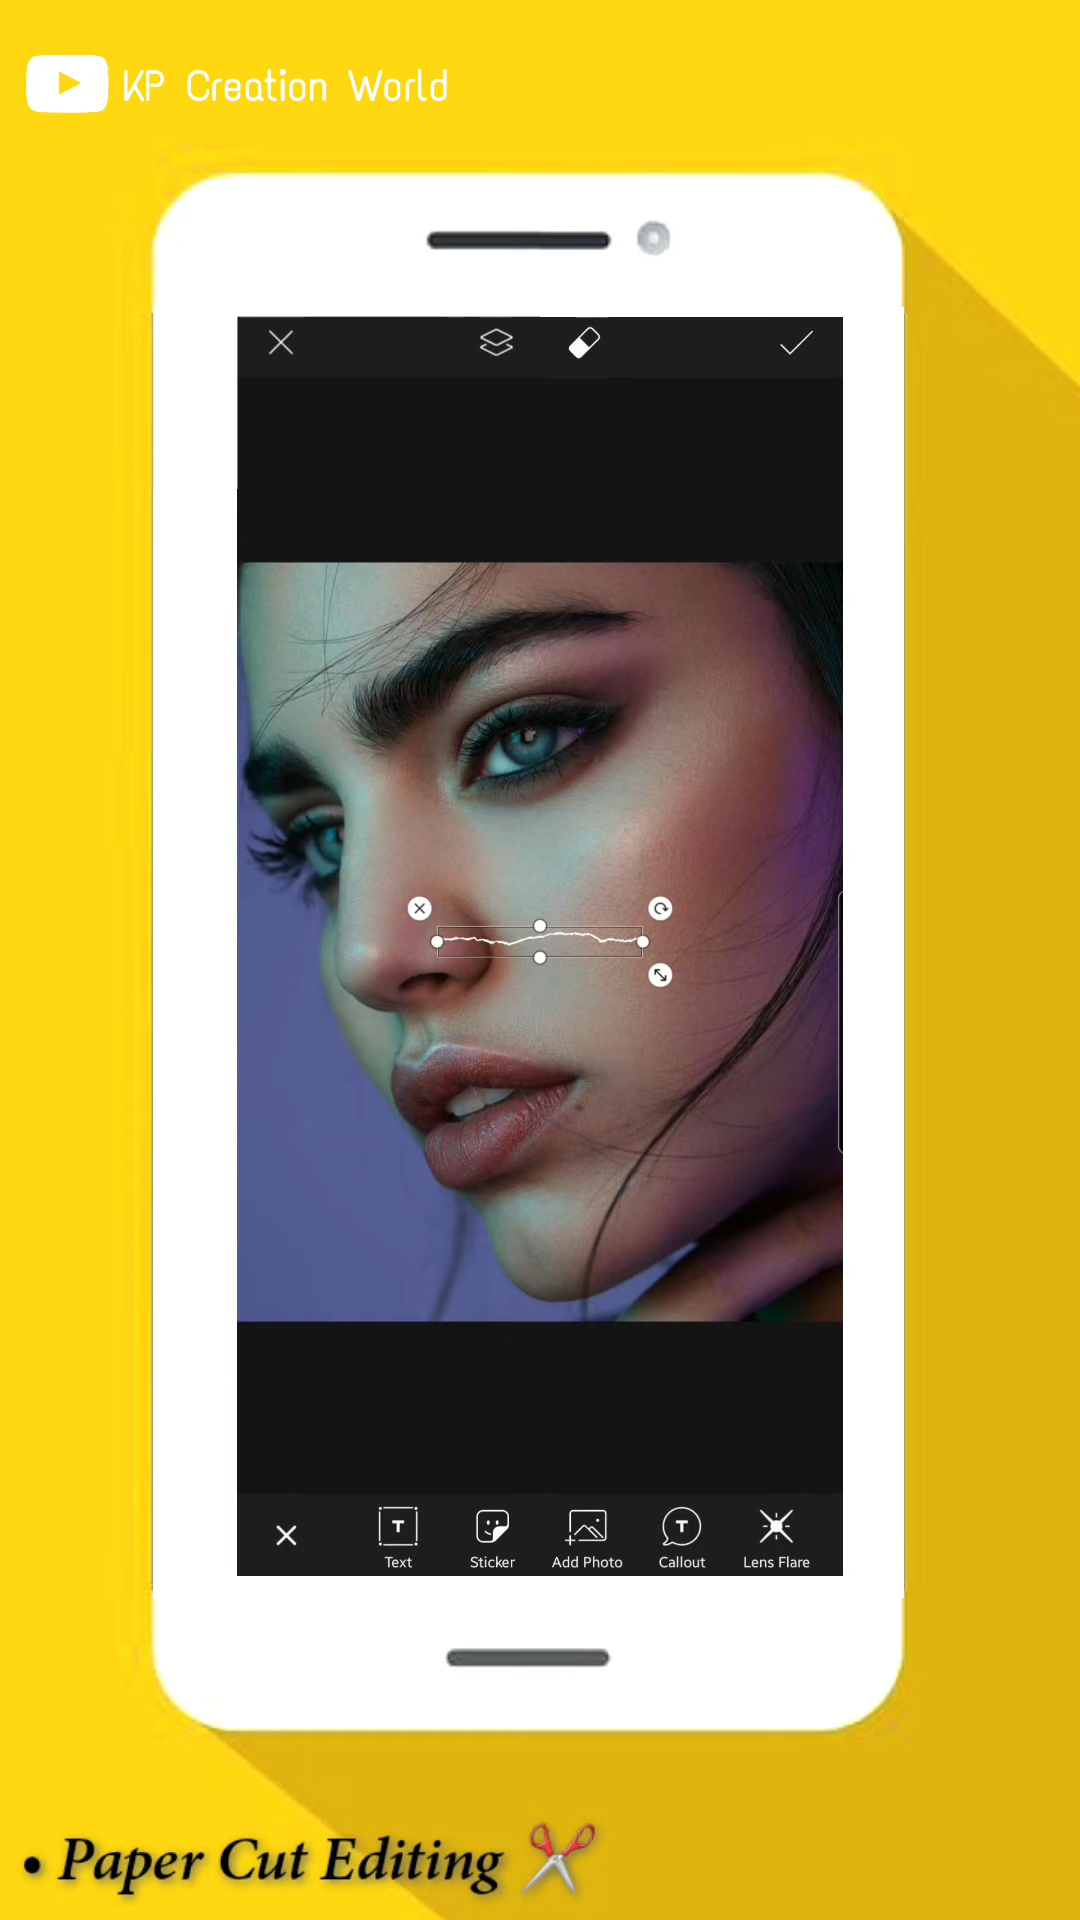 KP Creation World
Text
Sticker
Add Photo
Callout
Lens Flare
• Paper Cut Editing ✂️